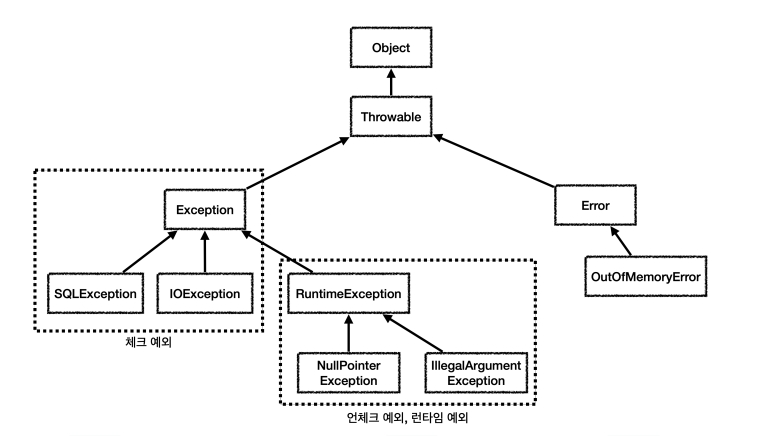 Object
Throwable
Exception
Error
SQLException
IOException
RuntimeException
OutOfMemoryError
체크 예외
NullPointer
Exception
IllegalArgument
Exception
언체크 예외, 런타임 예외